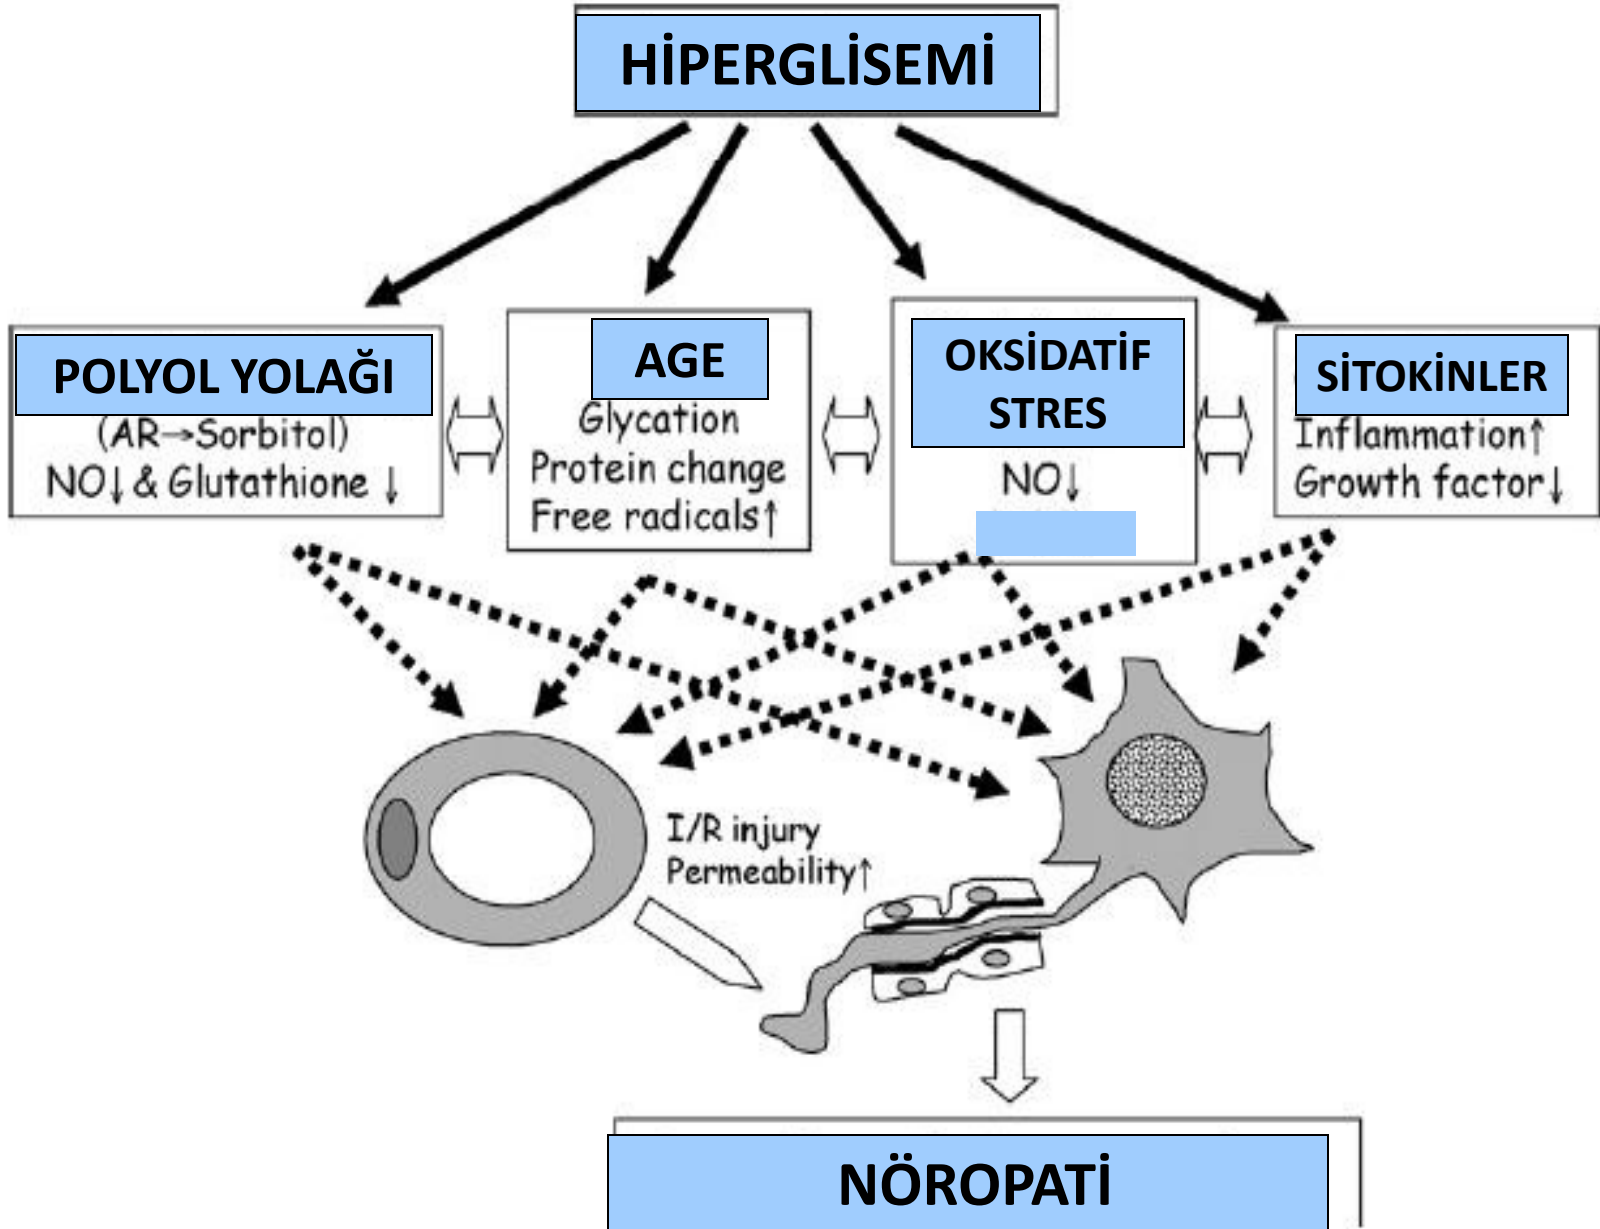 HİPERGLİSEMİ
POLYOL YOLAĞI
(AR→Sorbitol)
NO↓ & Glutathione ↓
AGE
Glycation
Protein change
Free radicals↑
OKSİDATİF
STRES
NO↓
SİTOKİNLER
Inflammation↑
Growth factor↓
I/R injury
Permeability↑
NÖROPATİ